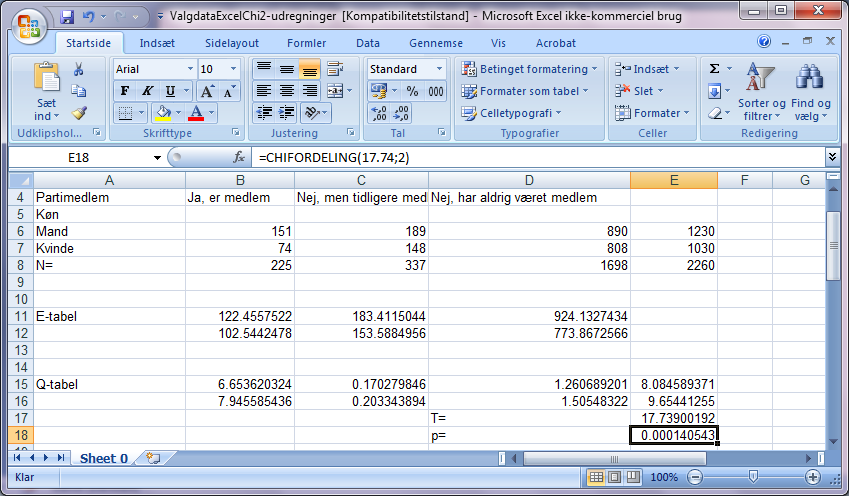 ValgdataExcelChi2-udregninger [Kompatibilitetstilstand] - Microsoft Excel ikke-kommerciel brug
Startside Indsæt Sidelayout Formler Data Gennemse Vis Acrobat
Arial 10 Standard Betinget formatering Indsæt Σ
Sæt ind F K U A A % 000 Formater som tabel Slet Sorter og filtrer Find og vælg
A Celletypografi Formater
Udklipshol... Skrifttype Justering Tal Typografier Celler Redigering
E18 fx =CHIFORDELING(17.74;2)
A B C D E F G
4 Partimedlem Ja, er medlem Nej, men tidligere med Nej, har aldrig været medlem
5 Køn
6 Mand 151 189 890 1230
7 Kvinde 74 148 808 1030
8 N= 225 337 1698 2260
9
10
11 E-tabel 122.4557522 183.4115044 924.1327434
12 102.5442478 153.5884956 773.8672566
13
14
15 Q-tabel 6.653620324 0.170279846 1.260689201 8.084589371
16 7.945585436 0.203343894 1.50548322 9.65441255
17 T= 17.73900192
18 p= 0.000140543
Sheet 0
Klar 100%